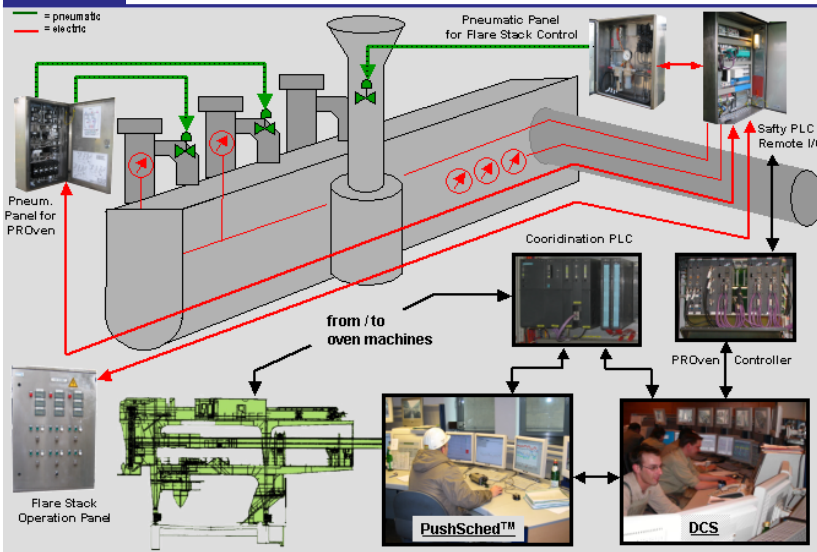 = pneumatic
= electric
Pneumatic Panel
for Flare Stack Control
Safty PLC
Remote I/O
Pneum.
Panel for
PROven
Cooridination PLC
from / to
oven machines
PROven Controller
Flare Stack
Operation Panel
PushSched™
DCS